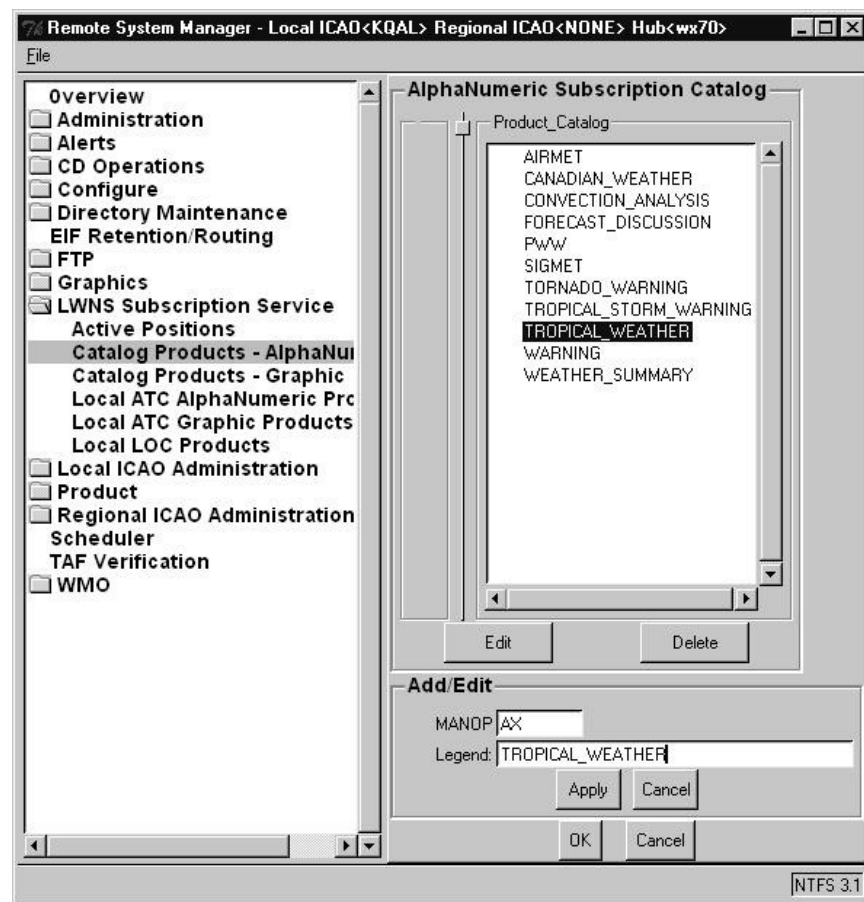 Remote System Manager - Local ICAO<KQAL> Regional ICAO<NONE> Hub<wx70>
File
Overview
Administration
Alerts
CD Operations
Configure
Directory Maintenance
EIF Retention/Routing
FTP
Graphics
LWNS Subscription Service
Active Positions
Catalog Products - AlphaNu
Catalog Products - Graphic
Local ATC AlphaNumeric Pro
Local ATC Graphic Products
Local LOC Products
Local ICAO Administration
Product
Regional ICAO Administration
Scheduler
TAF Verification
WMO
AlphaNumeric Subscription Catalog
Product_Catalog
AIRMET
CANADIAN_WEATHER
CONVECTION_ANALYSIS
FORECAST_DISCUSSION
PWW
SIGMET
TORNADO_WARNING
TROPICAL_STORM_WARNING
TROPICAL_WEATHER
WARNING
WEATHER_SUMMARY
Edit Delete
Add/Edit
MANOP AX
Legend: TROPICAL_WEATHER
Apply Cancel
OK Cancel
NTFS 3.1